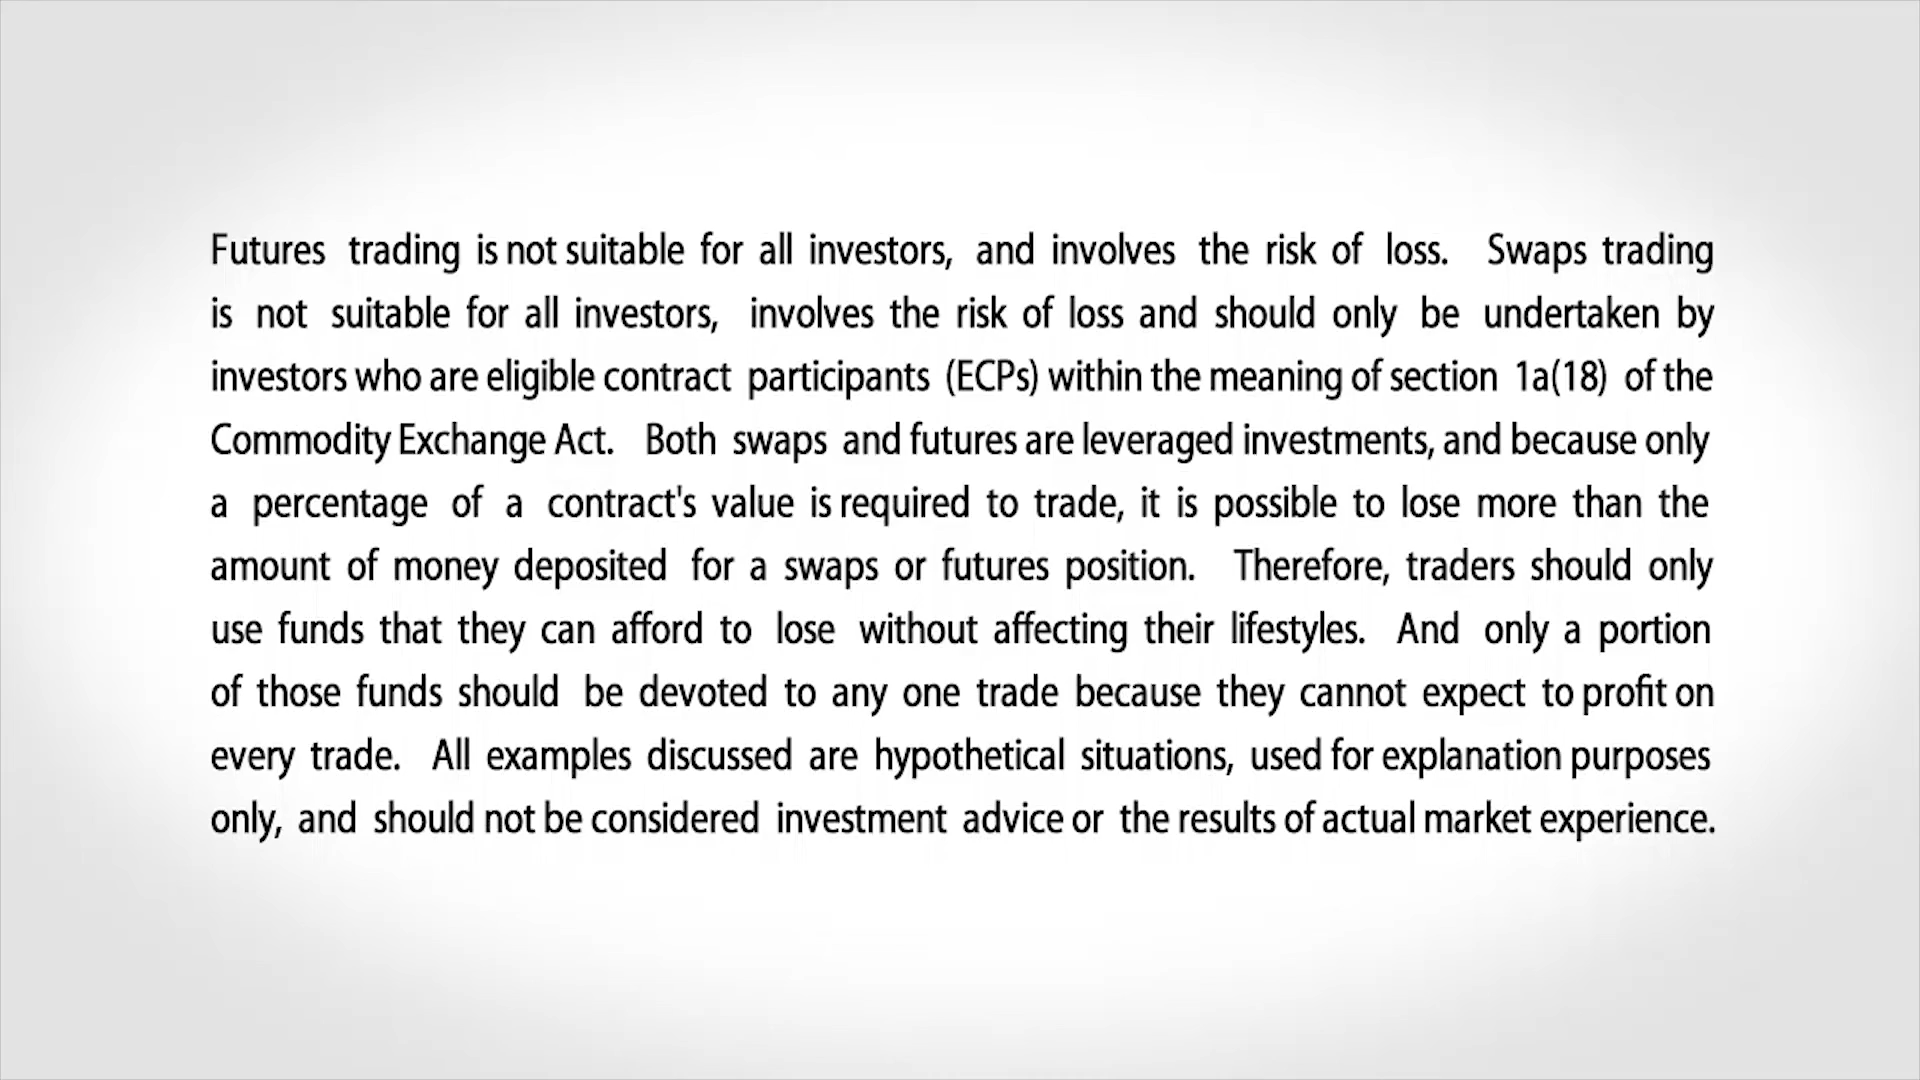 Futures trading is not suitable for all investors, and involves the risk of loss. Swaps trading
is not suitable for all investors, involves the risk of loss and should only be undertaken by
investors who are eligible contract participants (ECPs) within the meaning of section 1a(18) of the
Commodity Exchange Act. Both swaps and futures are leveraged investments, and because only
a percentage of a contract's value is required to trade, it is possible to lose more than the
amount of money deposited for a swaps or futures position. Therefore, traders should only
use funds that they can afford to lose without affecting their lifestyles. And only a portion
of those funds should be devoted to any one trade because they cannot expect to profit on
every trade. All examples discussed are hypothetical situations, used for explanation purposes
only, and should not be considered investment advice or the results of actual market experience.